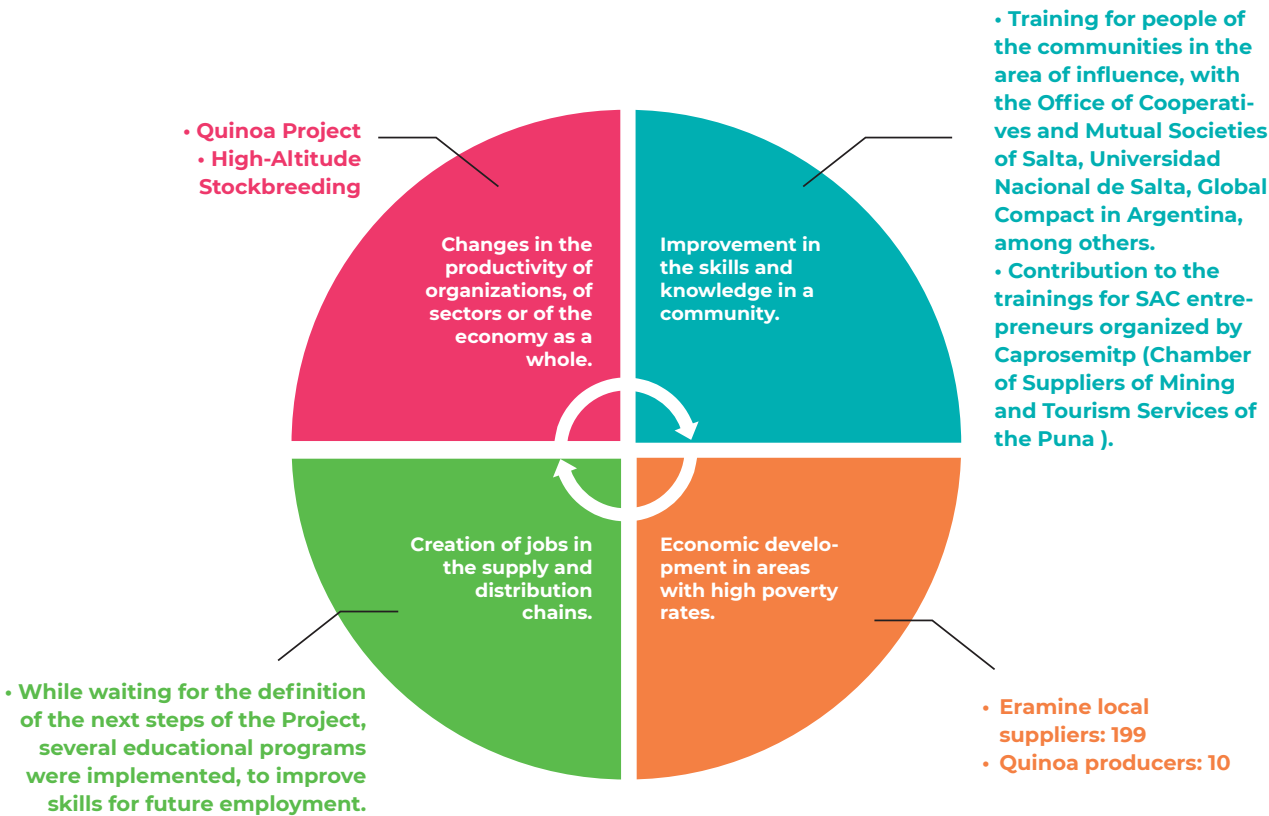 • Quinoa Project
• High-Altitude
Stockbreeding
Changes in the
productivity of
organizations, of
sectors or of the
economy as a
whole.
• Training for people of
the communities in the
area of influence, with
the Office of Cooperati-
ves and Mutual Societies
of Salta, Universidad
Nacional de Salta, Global
Compact in Argentina,
among others.
• Contribution to the
trainings for SAC entre-
preneurs organized by
Caprosemitp (Chamber
of Suppliers of Mining
and Tourism Services of
the Puna ).
Improvement in
the skills and
knowledge in a
community.
Creation of jobs in
the supply and
distribution
chains.
• While waiting for the definition
of the next steps of the Project,
several educational programs
were implemented, to improve
skills for future employment.
Economic develo-
pment in areas
with high poverty
rates.
• Eramine local
suppliers: 199
• Quinoa producers: 10